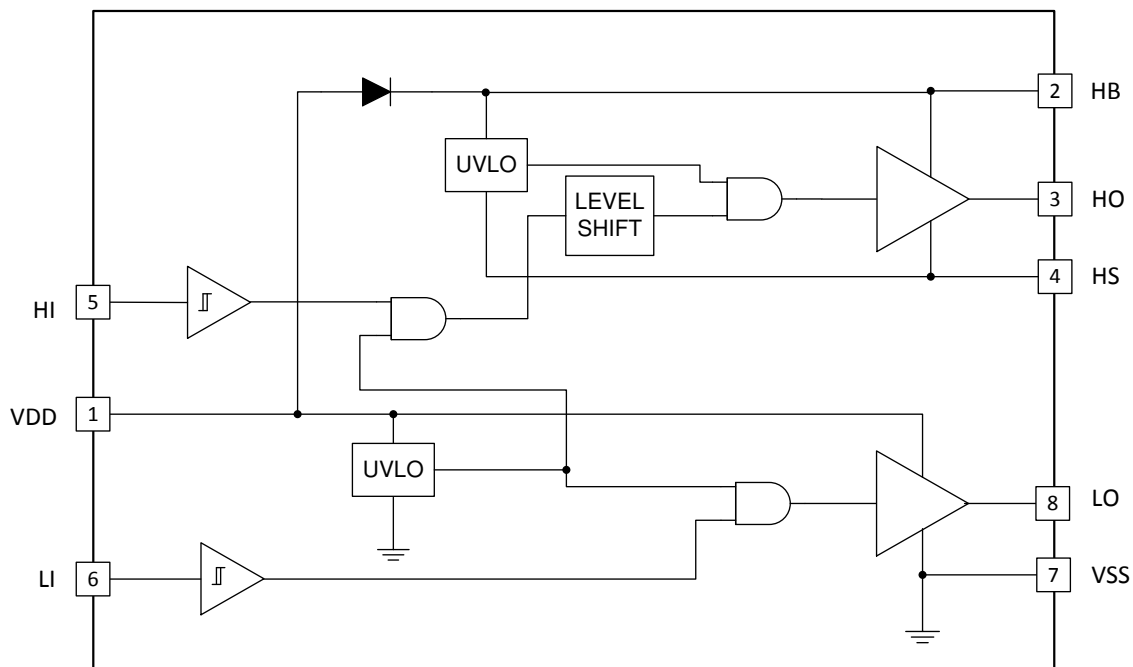 2 HB
UVLO
LEVEL
SHIFT
3 HO
4 HS
HI 5
VDD 1
UVLO
8 LO
LI 6
7 VSS